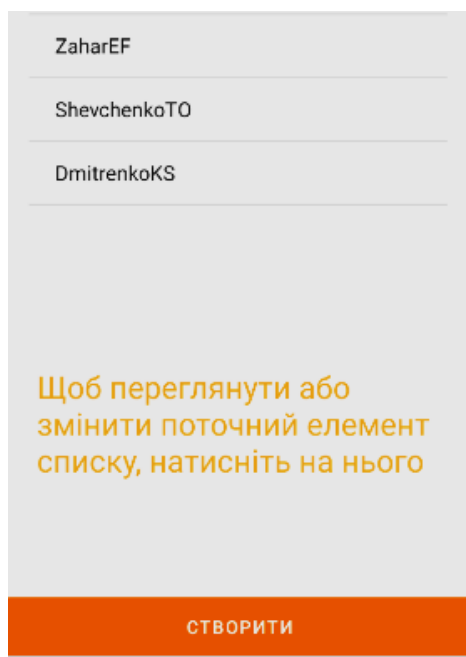 ZaharEF
ShevchenkoTO
DmitrenkoKS
Щоб переглянути або
змінити поточний елемент
списку, натисніть на нього
СТВОРИТИ